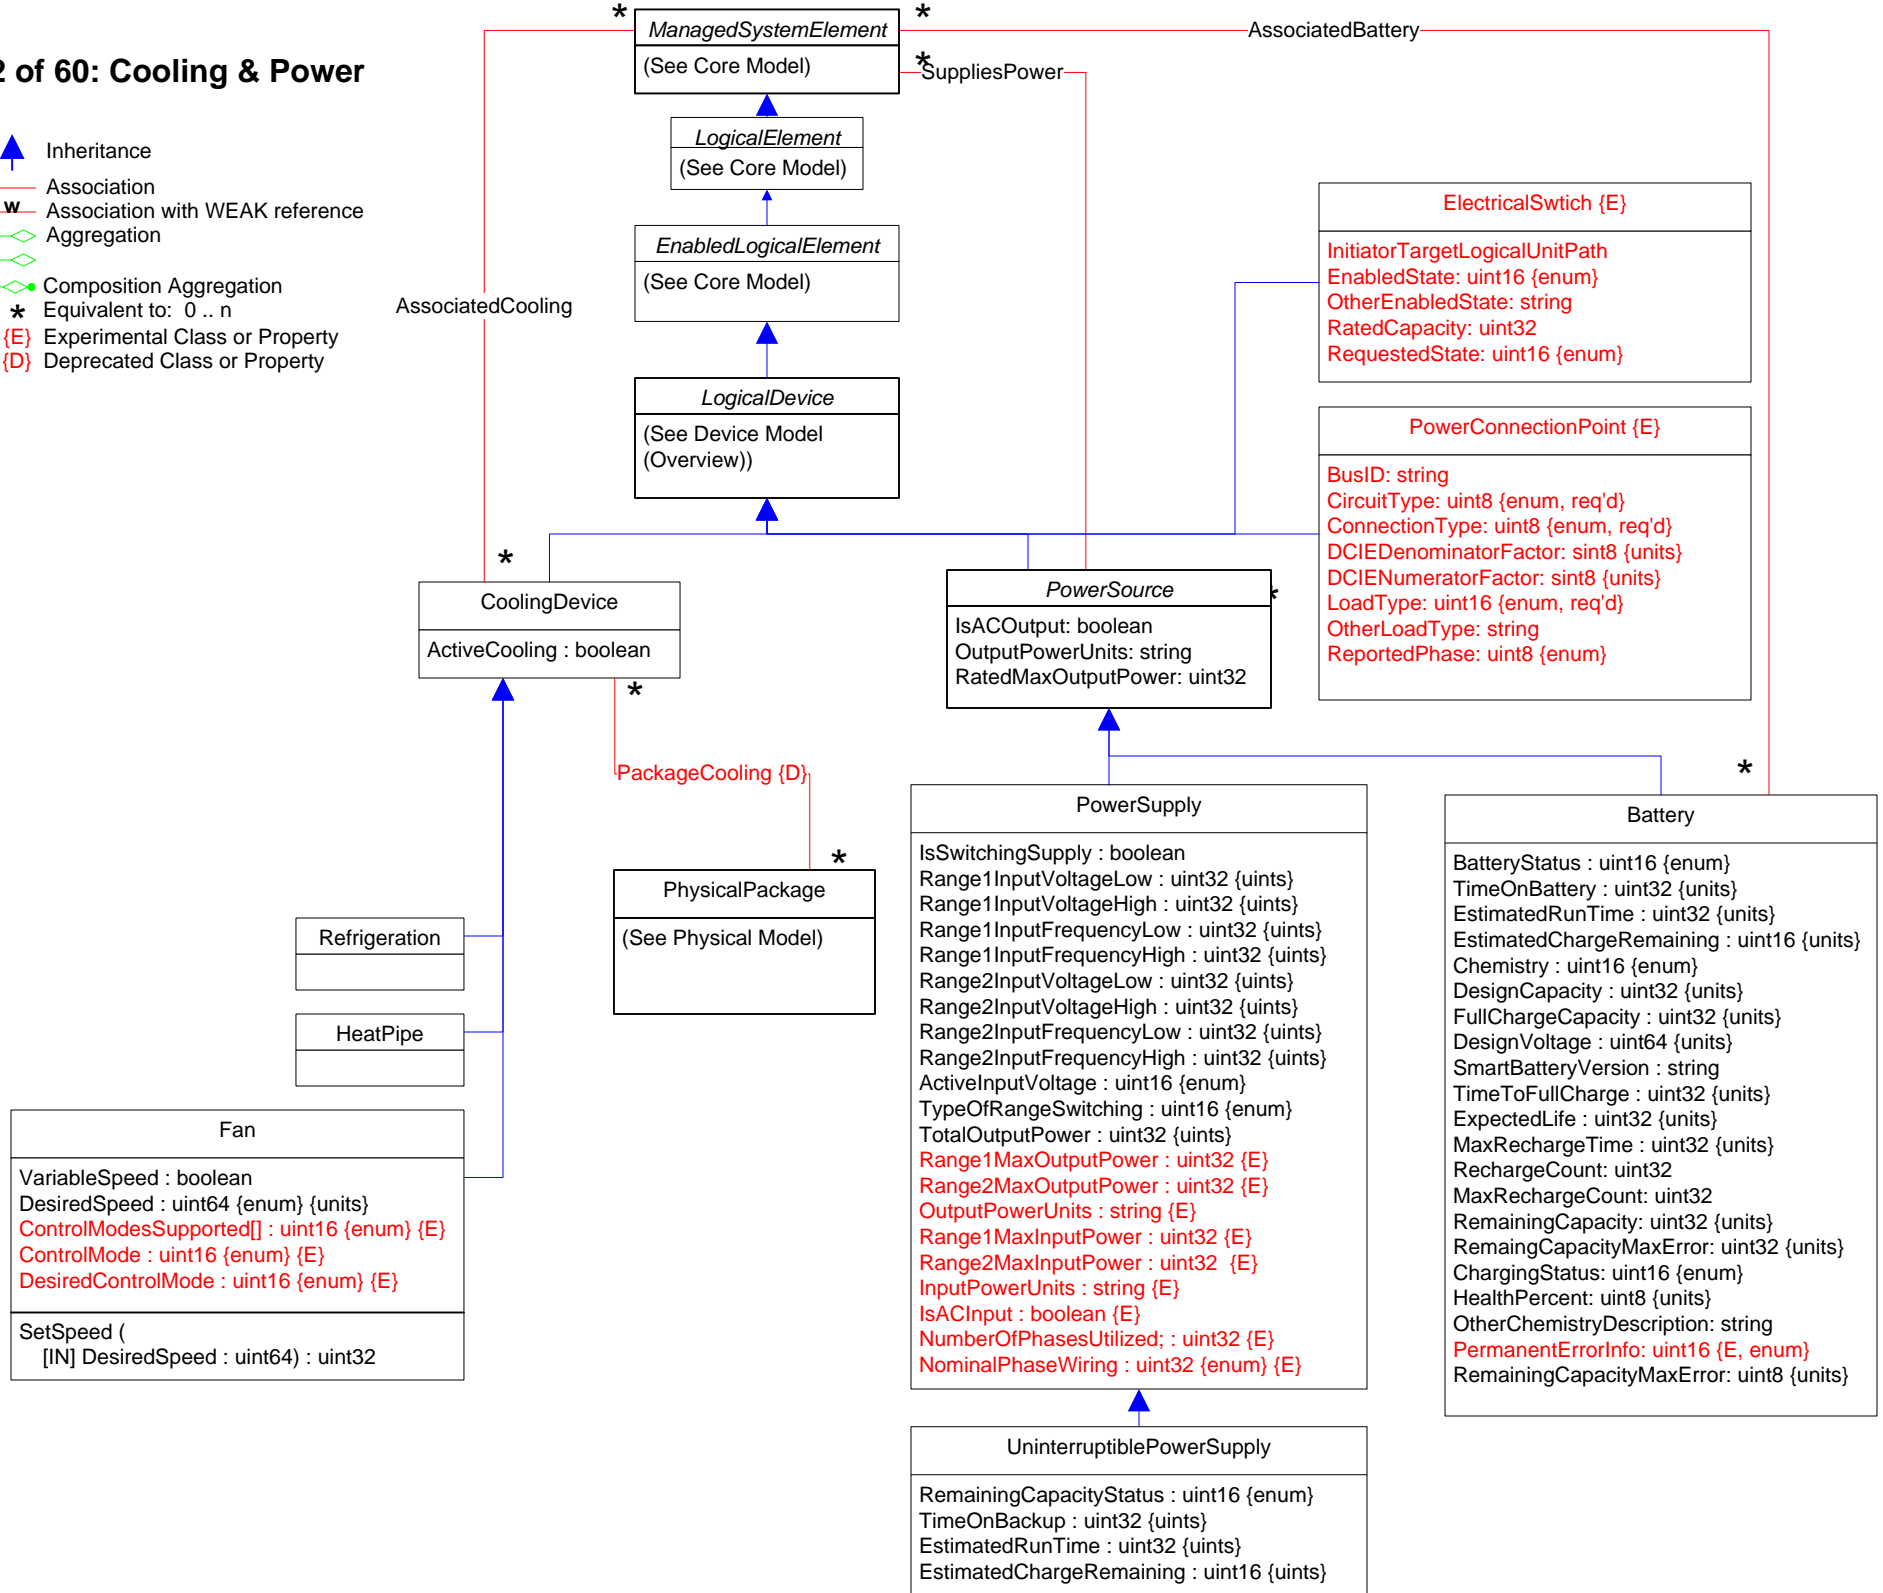 2 of 60: Cooling & Power
Inheritance
Association
w Association with WEAK reference
Aggregation
Composition Aggregation
* Equivalent to: 0 .. n
{E} Experimental Class or Property
{D} Deprecated Class or Property
*
ManagedSystemElement
(See Core Model)
*
AssociatedBattery
*
SuppliesPower
LogicalElement
(See Core Model)
EnabledLogicalElement
(See Core Model)
AssociatedCooling
LogicalDevice
(See Device Model
(Overview))
ElectricalSwtich {E}
InitiatorTargetLogicalUnitPath
EnabledState: uint16 {enum}
OtherEnabledState: string
RatedCapacity: uint32
RequestedState: uint16 {enum}
PowerConnectionPoint {E}
BusID: string
CircuitType: uint8 {enum, req'd}
ConnectionType: uint8 {enum, req'd}
DCIEDenominatorFactor: sint8 {units}
DCIENumeratorFactor: sint8 {units}
LoadType: uint16 {enum, req'd}
OtherLoadType: string
ReportedPhase: uint8 {enum}
*
CoolingDevice
ActiveCooling : boolean
*
PowerSource
*
IsACOutput: boolean
OutputPowerUnits: string
RatedMaxOutputPower: uint32
PackageCooling {D}
*
PhysicalPackage
(See Physical Model)
Refrigeration
HeatPipe
Fan
VariableSpeed : boolean
DesiredSpeed : uint64 {enum} {units}
ControlModesSupported[] : uint16 {enum} {E}
ControlMode : uint16 {enum} {E}
DesiredControlMode : uint16 {enum} {E}
SetSpeed (
[IN] DesiredSpeed : uint64) : uint32
PowerSupply
IsSwitchingSupply : boolean
Range1InputVoltageLow : uint32 {uints}
Range1InputVoltageHigh : uint32 {uints}
Range1InputFrequencyLow : uint32 {uints}
Range1InputFrequencyHigh : uint32 {uints}
Range2InputVoltageLow : uint32 {uints}
Range2InputVoltageHigh : uint32 {uints}
Range2InputFrequencyLow : uint32 {uints}
Range2InputFrequencyHigh : uint32 {uints}
ActiveInputVoltage : uint16 {enum}
TypeOfRangeSwitching : uint16 {enum}
TotalOutputPower : uint32 {uints}
Range1MaxOutputPower : uint32 {E}
Range2MaxOutputPower : uint32 {E}
OutputPowerUnits : string {E}
Range1MaxInputPower : uint32 {E}
Range2MaxInputPower : uint32 {E}
InputPowerUnits : string {E}
IsACInput : boolean {E}
NumberOfPhasesUtilized; : uint32 {E}
NominalPhaseWiring : uint32 {enum} {E}
*
Battery
BatteryStatus : uint16 {enum}
TimeOnBattery : uint32 {units}
EstimatedRunTime : uint32 {units}
EstimatedChargeRemaining : uint16 {units}
Chemistry : uint16 {enum}
DesignCapacity : uint32 {units}
FullChargeCapacity : uint32 {units}
DesignVoltage : uint64 {units}
SmartBatteryVersion : string
TimeToFullCharge : uint32 {units}
ExpectedLife : uint32 {units}
MaxRechargeTime : uint32 {units}
RechargeCount: uint32
MaxRechargeCount: uint32
RemainingCapacity: uint32 {units}
RemaingCapacityMaxError: uint32 {units}
ChargingStatus: uint16 {enum}
HealthPercent: uint8 {units}
OtherChemistryDescription: string
PermanentErrorInfo: uint16 {E, enum}
RemainingCapacityMaxError: uint8 {units}
UninterruptiblePowerSupply
RemainingCapacityStatus : uint16 {enum}
TimeOnBackup : uint32 {uints}
EstimatedRunTime : uint32 {uints}
EstimatedChargeRemaining : uint16 {uints}